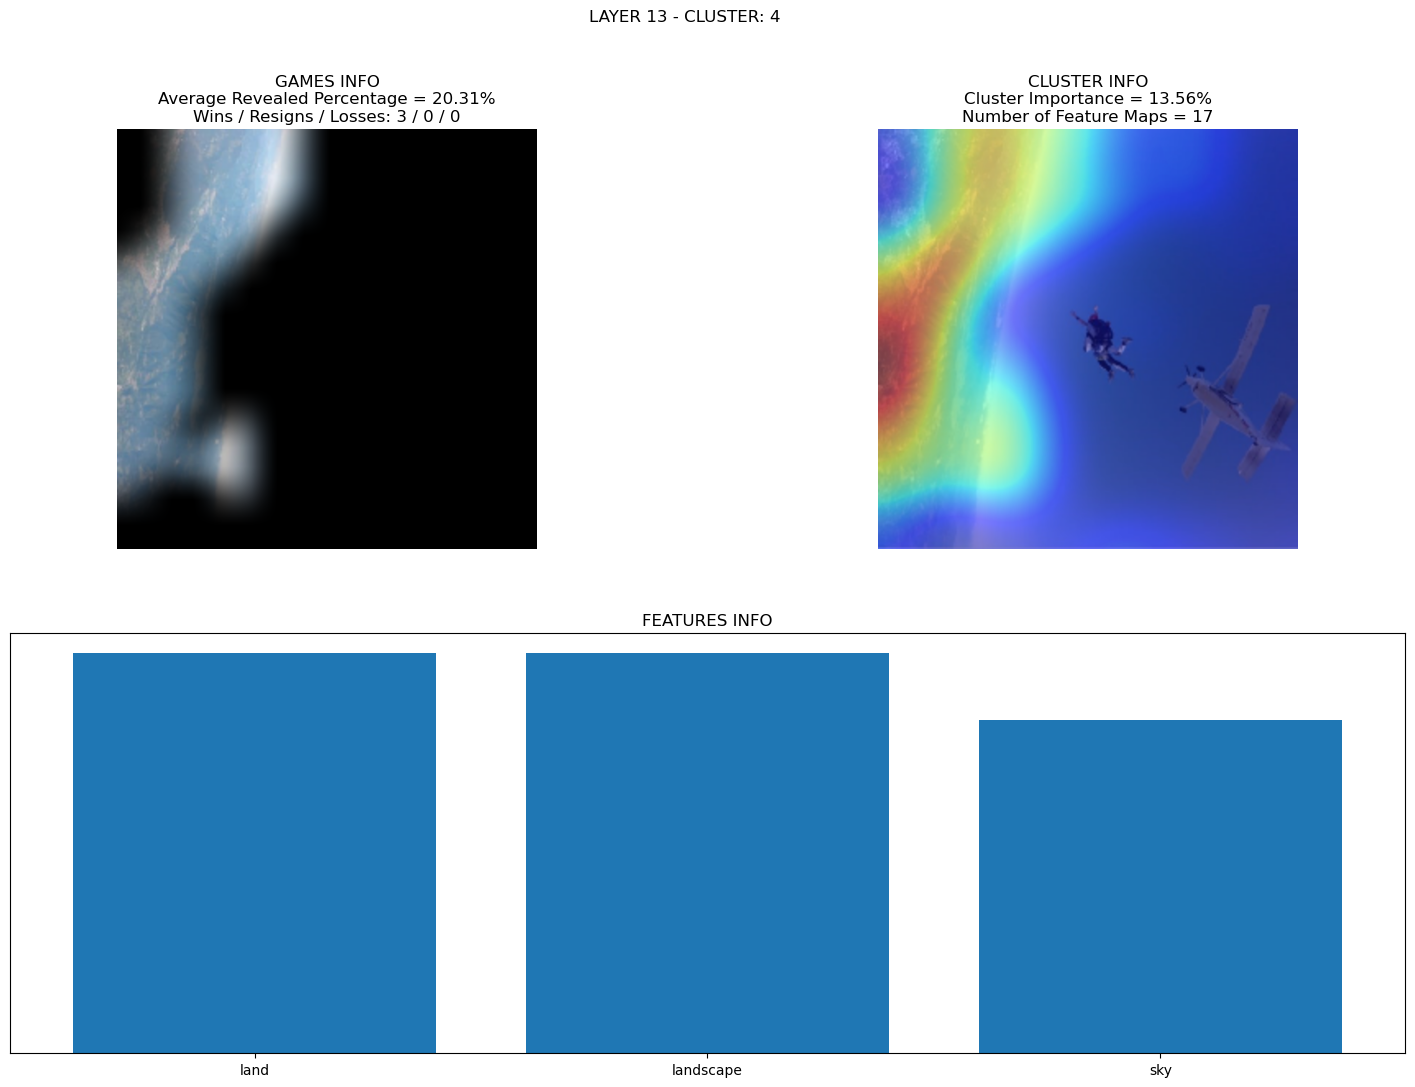 LAYER 13 - CLUSTER: 4
GAMES INFO
Average Revealed Percentage = 20.31%
Wins / Resigns / Losses: 3 / 0 / 0
CLUSTER INFO
Cluster Importance = 13.56%
Number of Feature Maps = 17
FEATURES INFO
land
landscape
sky